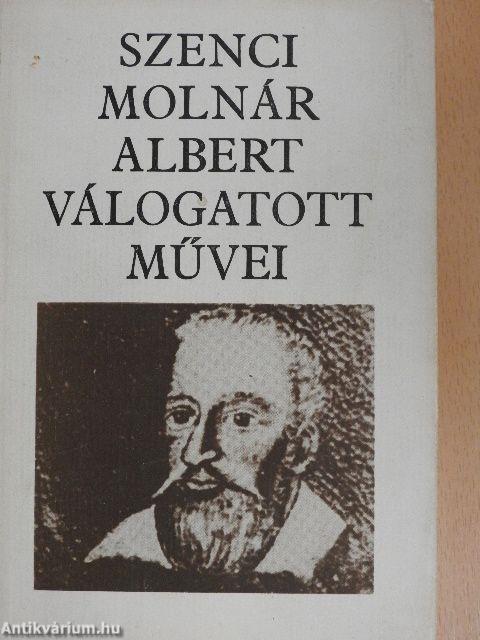 SZENCI
MOLNÁR
ALBERT
VÁLOGATOTT
MŰVEI
Antikvárium.hu